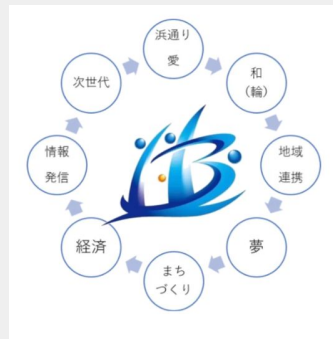 浜通り
愛
和
（輪）
地域
連携
夢
まち
づくり
経済
情報
発信
次世代